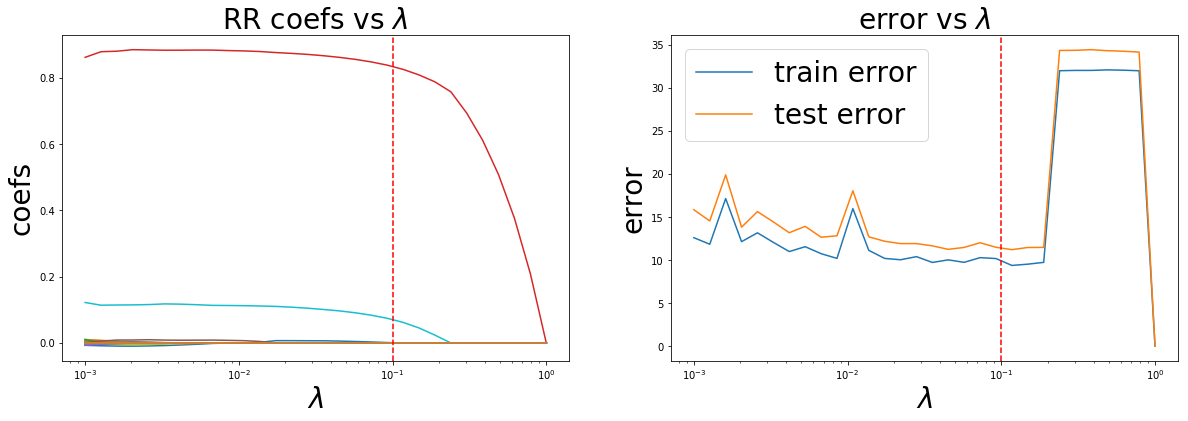 RR coefs vs λ
coefs
0.8
0.6
0.4
0.2
0.0
10⁻³
10⁻²
10⁻¹
10⁰
λ
error vs λ
error
35
30
25
20
15
10
5
0
train error
test error
10⁻³
10⁻²
10⁻¹
10⁰
λ